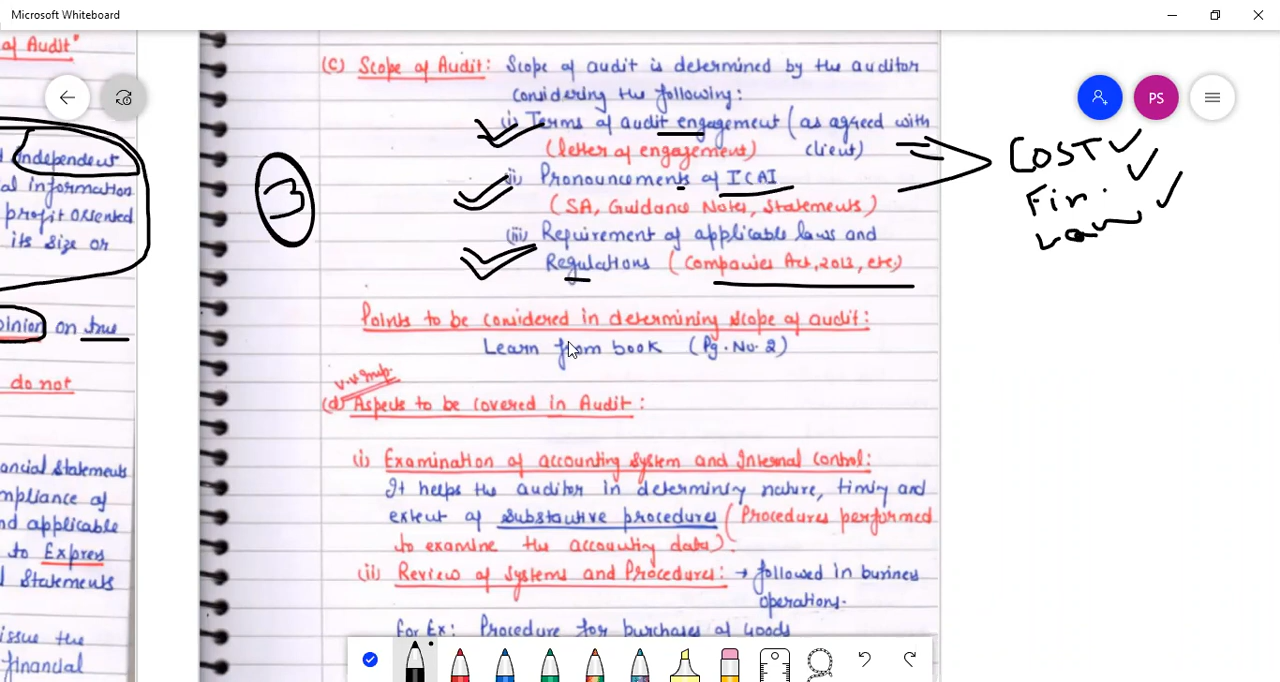 Microsoft Whiteboard
of Audit"
independent
al information
profit oriented
its size or
opinion on true
do not
ancial statements
mpliance of
nd applicable
to Express
l statements
issue the
financial
(c) Scope of Audit: Scope of audit is determined by the auditor
considering the following:
(i) Terms of audit engagement (as agreed with
(letter of engagement) client)
ii) Pronouncements of ICAI
(SA, Guidance Notes, Statements)
(iii) Requirement of applicable laws and
Regulations (Companies Act, 2013, etc.)
3
COST
Fin.
Law
Points to be considered in determining scope of audit:
Learn from book (Pg. No. 2)
v.v Imp.
(d) Aspects to be covered in Audit:
(i) Examination of accounting system and Internal control:
It helps the auditor in determining nature, timing and
extent of substantive procedures (Procedures performed
to examine the accounting data).
(ii) Review of Systems and Procedures: → followed in business
operations.
For Ex: Procedure for purchases of Goods
PS